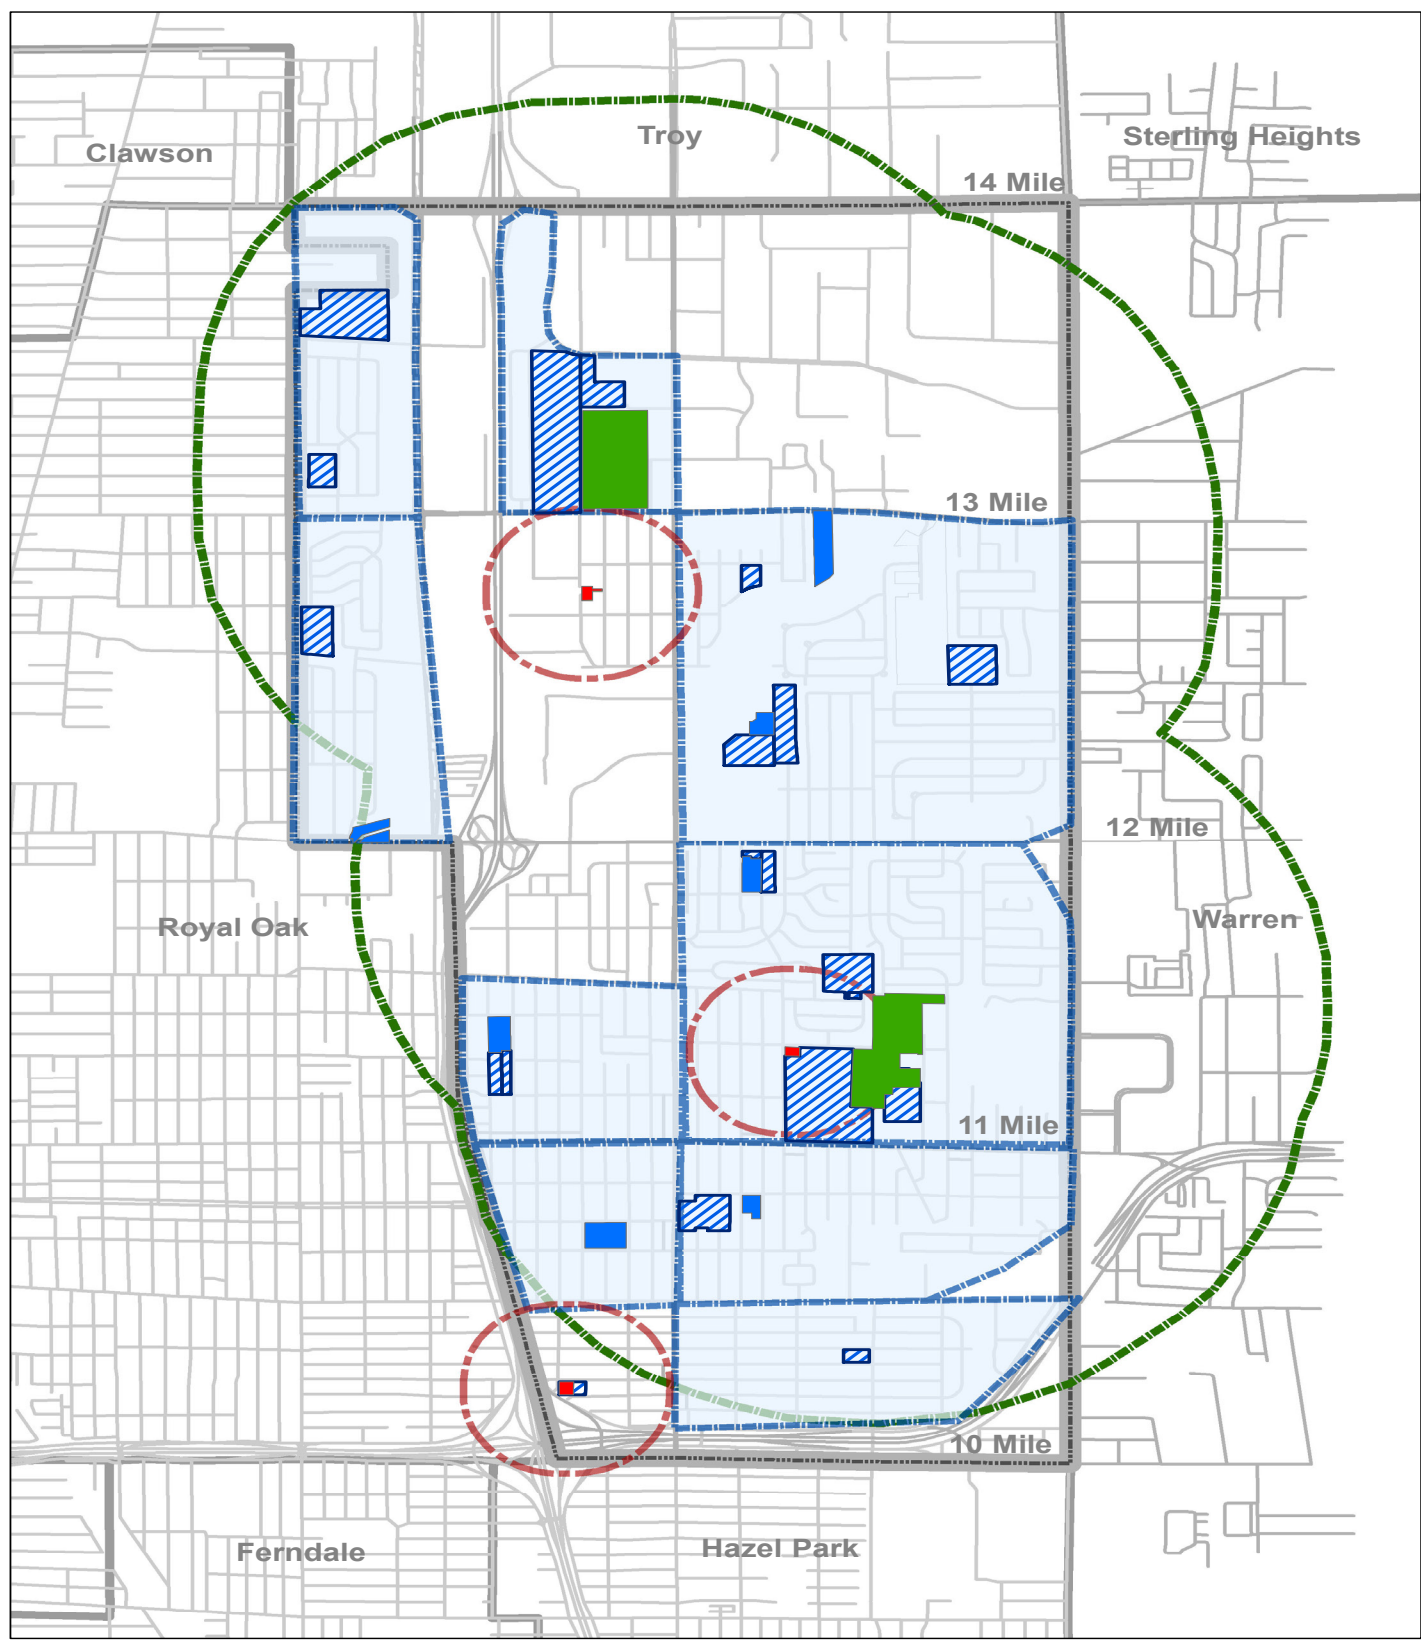 Troy
Sterling Heights
Clawson
14 Mile
13 Mile
12 Mile
Royal Oak
Warren
11 Mile
10 Mile
Ferndale
Hazel Park